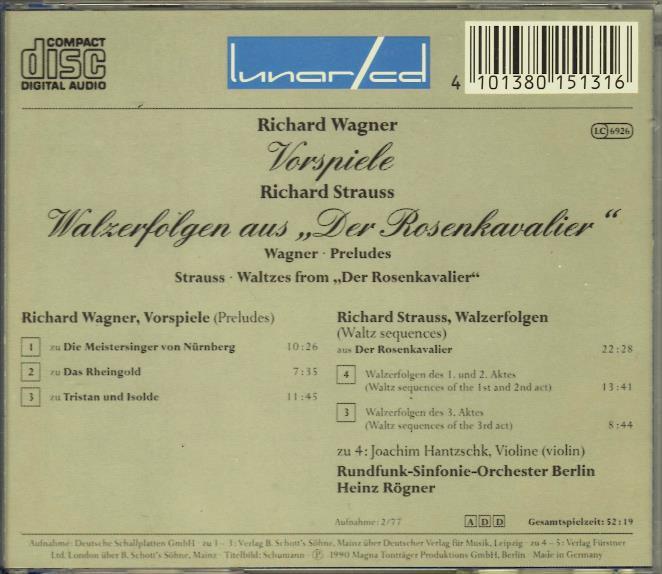 COMPACT
disc
DIGITAL AUDIO
lunar/cd
4 101380 151316
Richard Wagner
LC 6926
Vorspiele
Richard Strauss
Walzerfolgen aus „Der Rosenkavalier“
Wagner · Preludes
Strauss · Waltzes from „Der Rosenkavalier“
Richard Wagner, Vorspiele (Preludes)
1 zu Die Meistersinger von Nürnberg 10:26
2 zu Das Rheingold 7:35
3 zu Tristan und Isolde 11:45
Richard Strauss, Walzerfolgen
(Waltz sequences)
aus Der Rosenkavalier 22:28
4 Walzerfolgen des 1. und 2. Aktes
(Waltz sequences of the 1st and 2nd act) 13:41
3 Walzerfolgen des 3. Aktes
(Waltz sequences of the 3rd act) 8:44
zu 4: Joachim Hantzschk, Violine (violin)
Rundfunk-Sinfonie-Orchester Berlin
Heinz Rögner
Aufnahme: 2/77 A D D Gesamtspielzeit: 52:19
Aufnahme: Deutsche Schallplatten GmbH · zu 1 – 3: Verlag B. Schott's Söhne, Mainz über Deutscher Verlag für Musik, Leipzig · zu 4 – 5: Verlag Fürstner
Ltd. London über B. Schott's Söhne, Mainz · Titelbild: Schumann · Ⓟ 1990 Magna Tonträger Produktions GmbH, Berlin · Made in Germany